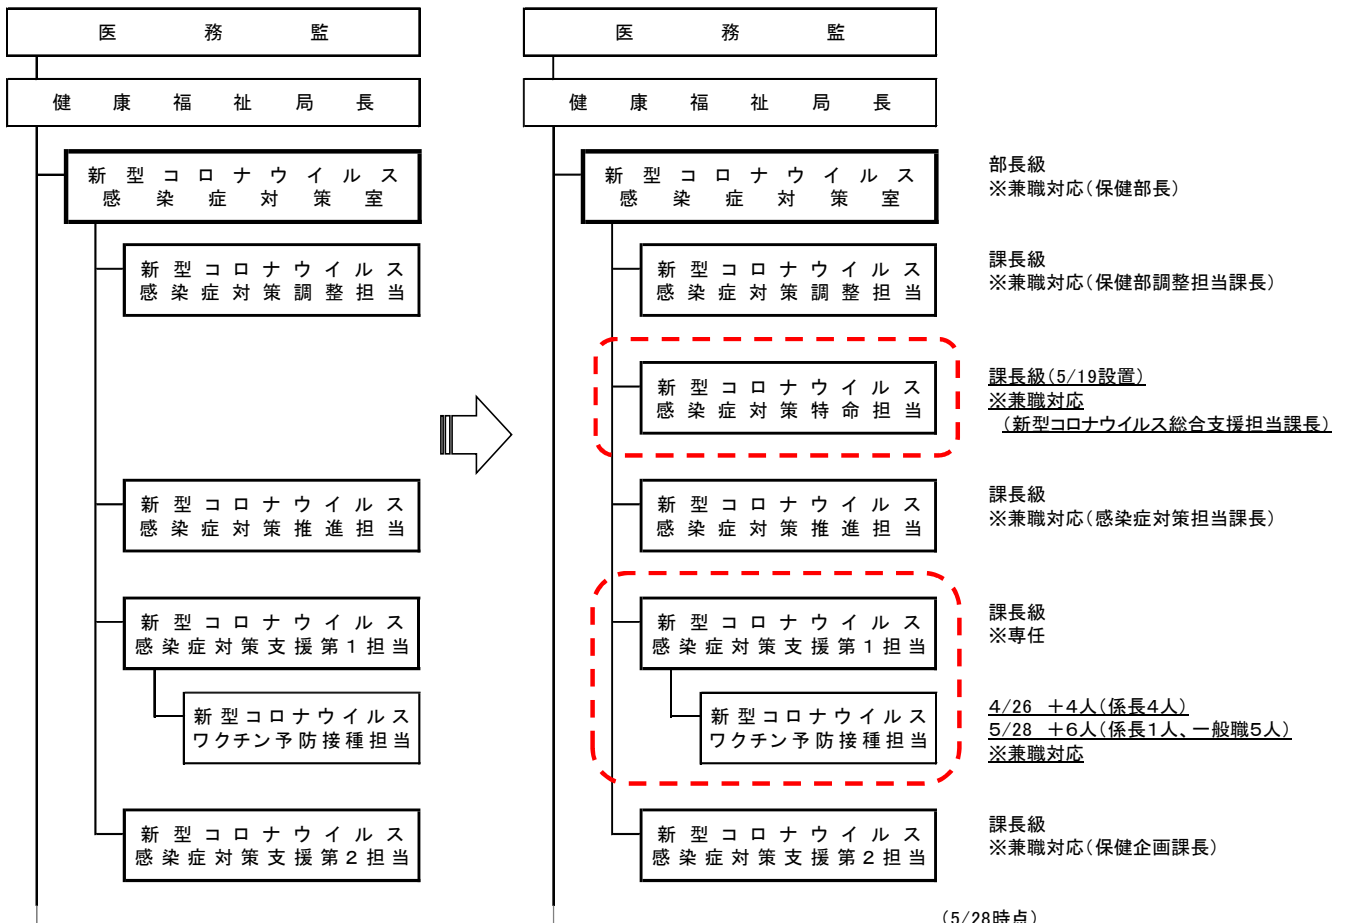 医務監
健康福祉局長
新型コロナウイルス
感染症対策室
新型コロナウイルス
感染症対策調整担当
新型コロナウイルス
感染症対策推進担当
新型コロナウイルス
感染症対策支援第1担当
新型コロナウイルス
ワクチン予防接種担当
新型コロナウイルス
感染症対策支援第2担当
医務監
健康福祉局長
新型コロナウイルス
感染症対策室
部長級
※兼職対応(保健部長)
新型コロナウイルス
感染症対策調整担当
課長級
※兼職対応(保健部調整担当課長)
新型コロナウイルス
感染症対策特命担当
課長級(5/19設置)
※兼職対応
(新型コロナウイルス総合支援担当課長)
新型コロナウイルス
感染症対策推進担当
課長級
※兼職対応(感染症対策担当課長)
新型コロナウイルス
感染症対策支援第1担当
課長級
※専任
新型コロナウイルス
ワクチン予防接種担当
4/26 +4人(係長4人)
5/28 +6人(係長1人、一般職5人)
※兼職対応
新型コロナウイルス
感染症対策支援第2担当
課長級
※兼職対応(保健企画課長)
(5/28時点)